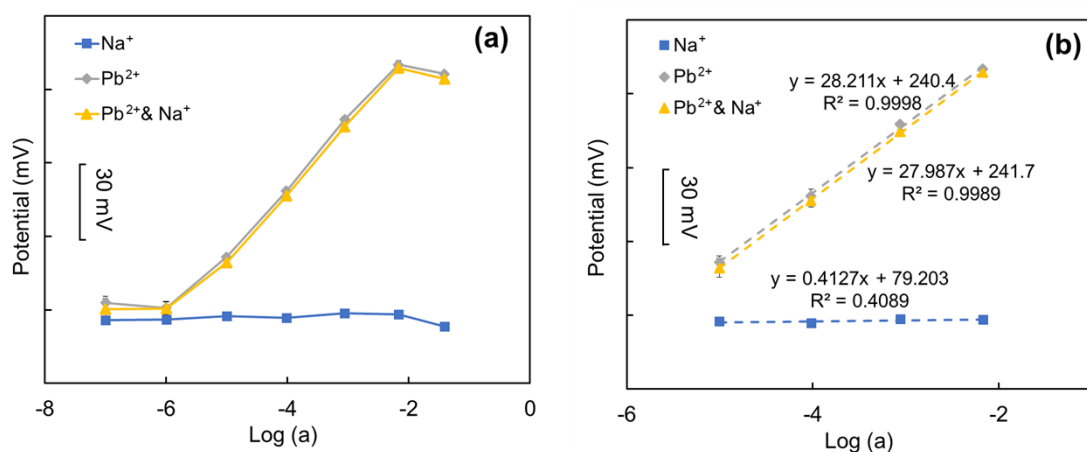 (a)
Na⁺
Pb²⁺
Pb²⁺& Na⁺
30 mV
Potential (mV)
-8
-6
-4
-2
0
Log (a)
(b)
Na⁺
Pb²⁺
Pb²⁺& Na⁺
y = 28.211x + 240.4
R² = 0.9998
y = 27.987x + 241.7
R² = 0.9989
y = 0.4127x + 79.203
R² = 0.4089
30 mV
Potential (mV)
-6
-4
-2
Log (a)